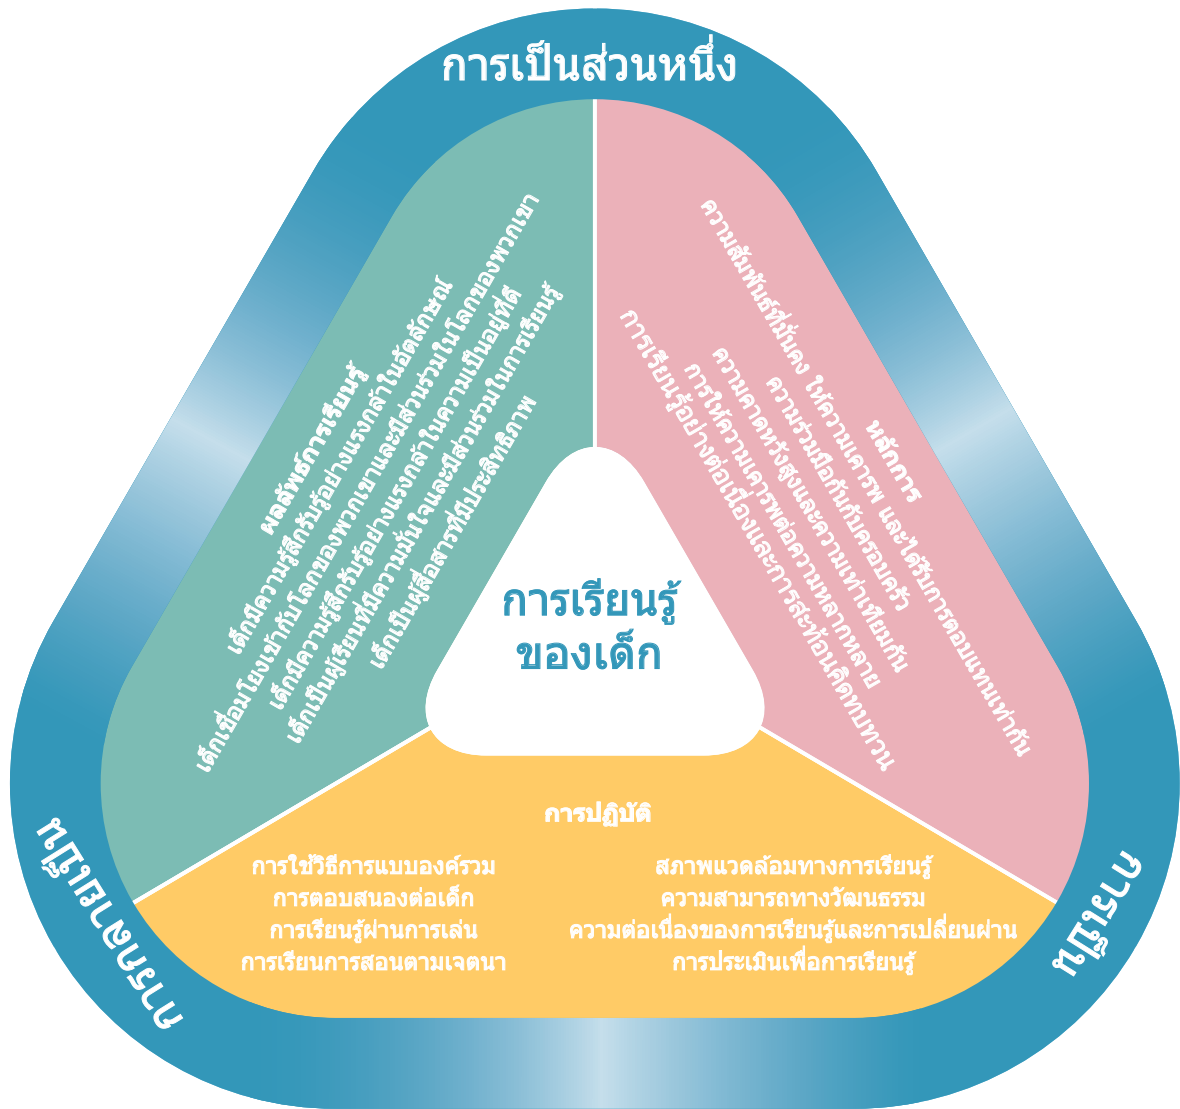 การเป็นส่วนหนึ่ง
ผลลัพธ์การเรียนรู้
เด็กมีความรู้สึกรับรู้อย่างแรงกล้าในอัตลักษณ์
เด็กเชื่อมโยงเข้ากับโลกของพวกเขาและมีส่วนร่วมในโลกของพวกเขา
เด็กมีความรู้สึกรับรู้อย่างแรงกล้าในความเป็นอยู่ที่ดี
เด็กเป็นผู้เรียนที่มีความมั่นใจและมีส่วนร่วมในการเรียนรู้
เด็กเป็นผู้สื่อสารที่มีประสิทธิภาพ
หลักการ
ความสัมพันธ์ที่มั่นคง ให้ความเคารพ และได้รับการตอบแทนเท่ากัน
ความร่วมมือกันกับครอบครัว
ความคาดหวังสูงและความเท่าเทียมกัน
การให้ความเคารพต่อความหลากหลาย
การเรียนรู้อย่างต่อเนื่องและการสะท้อนคิดทบทวน
การเรียนรู้
ของเด็ก
การปฏิบัติ
การใช้วิธีการแบบองค์รวม
การตอบสนองต่อเด็ก
การเรียนรู้ผ่านการเล่น
การเรียนการสอนตามเจตนา
สภาพแวดล้อมทางการเรียนรู้
ความสามารถทางวัฒนธรรม
ความต่อเนื่องของการเรียนรู้และการเปลี่ยนผ่าน
การประเมินเพื่อการเรียนรู้
การกลายเป็น
การเป็น